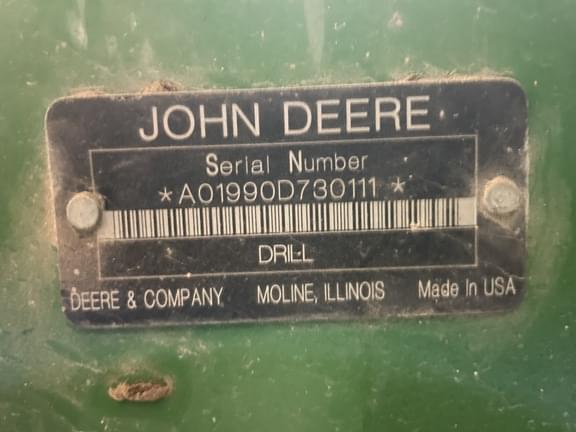 JOHN DEERE
Serial Number
*A01990D730111*
DRILL
DEERE & COMPANY MOLINE, ILLINOIS Made In USA